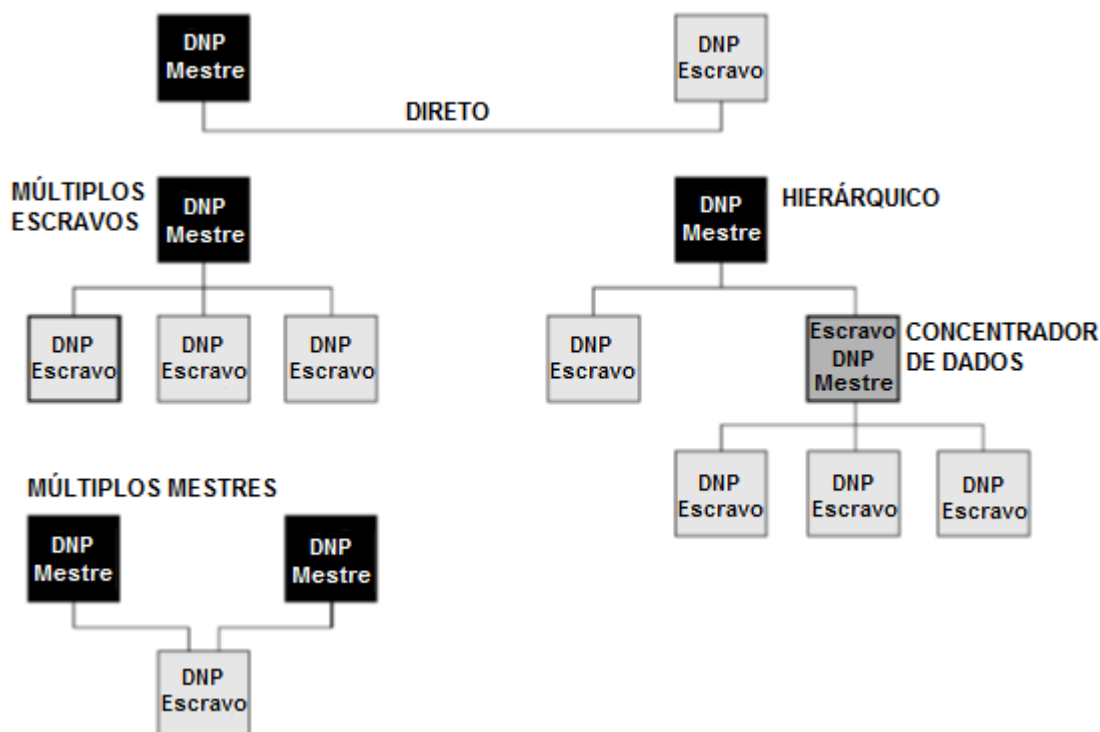 DNP
Mestre
DNP
Escravo
DIRETO
MÚLTIPLOS
ESCRAVOS
DNP
Mestre
DNP
Escravo
DNP
Escravo
DNP
Escravo
DNP
Mestre
HIERÁRQUICO
DNP
Escravo
Escravo
DNP
Mestre
CONCENTRADOR
DE DADOS
DNP
Escravo
DNP
Escravo
DNP
Escravo
MÚLTIPLOS MESTRES
DNP
Mestre
DNP
Mestre
DNP
Escravo